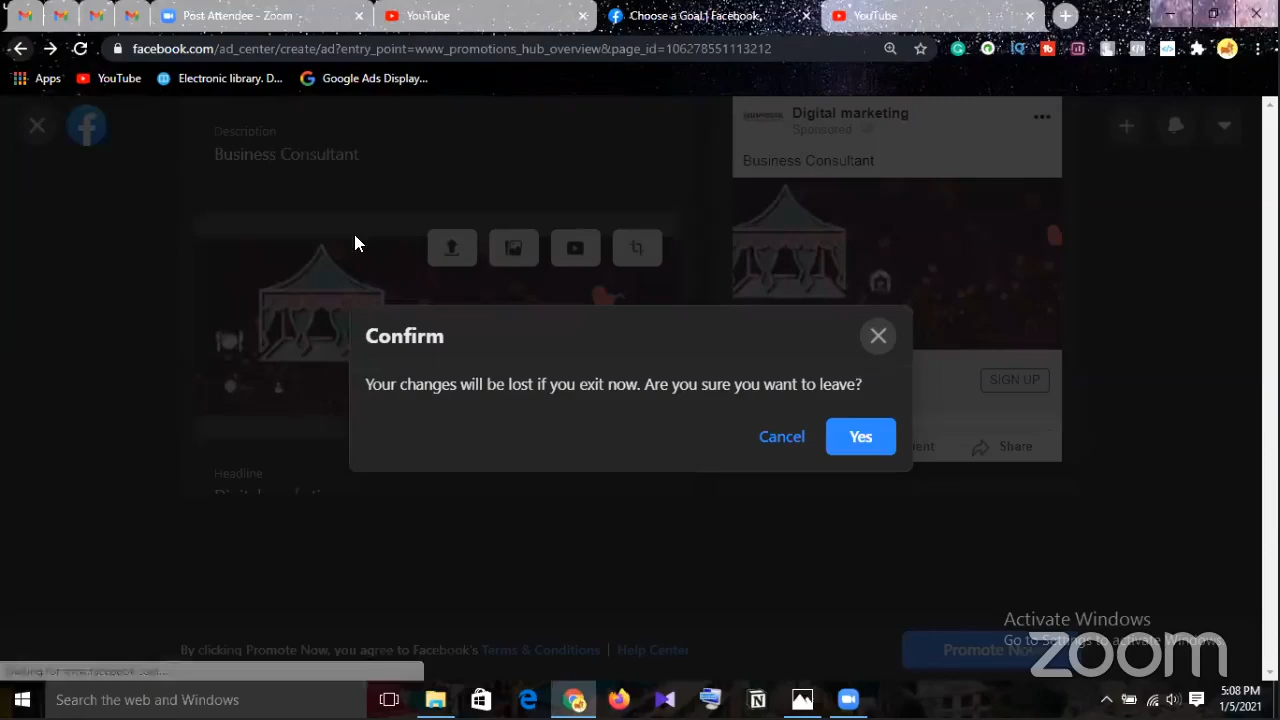 Post Attendee - Zoom
YouTube
Choose a Goal | Facebook,
YouTube
facebook.com/ad_center/create/ad?entry_point=www_promotions_hub_overview&page_id=106278551113212
Apps
YouTube
Electronic library. D...
Google Ads Display...
Description
Business Consultant
Digital marketing
Sponsored
Business Consultant
Confirm
Your changes will be lost if you exit now. Are you sure you want to leave?
Cancel
Yes
SIGN UP
Share
Headline
By clicking Promote Now, you agree to Facebook's Terms & Conditions | Help Center
Promote
Activate Windows
Go to Settings to activate Windows.
zoom
Search the web and Windows
5:08 PM
1/5/2021